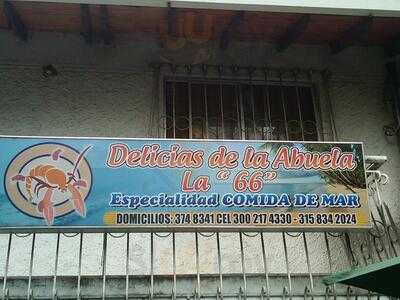 Delicias de la Abuela
La " 66"
Especialidad COMIDA DE MAR
DOMICILIOS: 374 8341 CEL 300 217 4330 - 315 834 2024